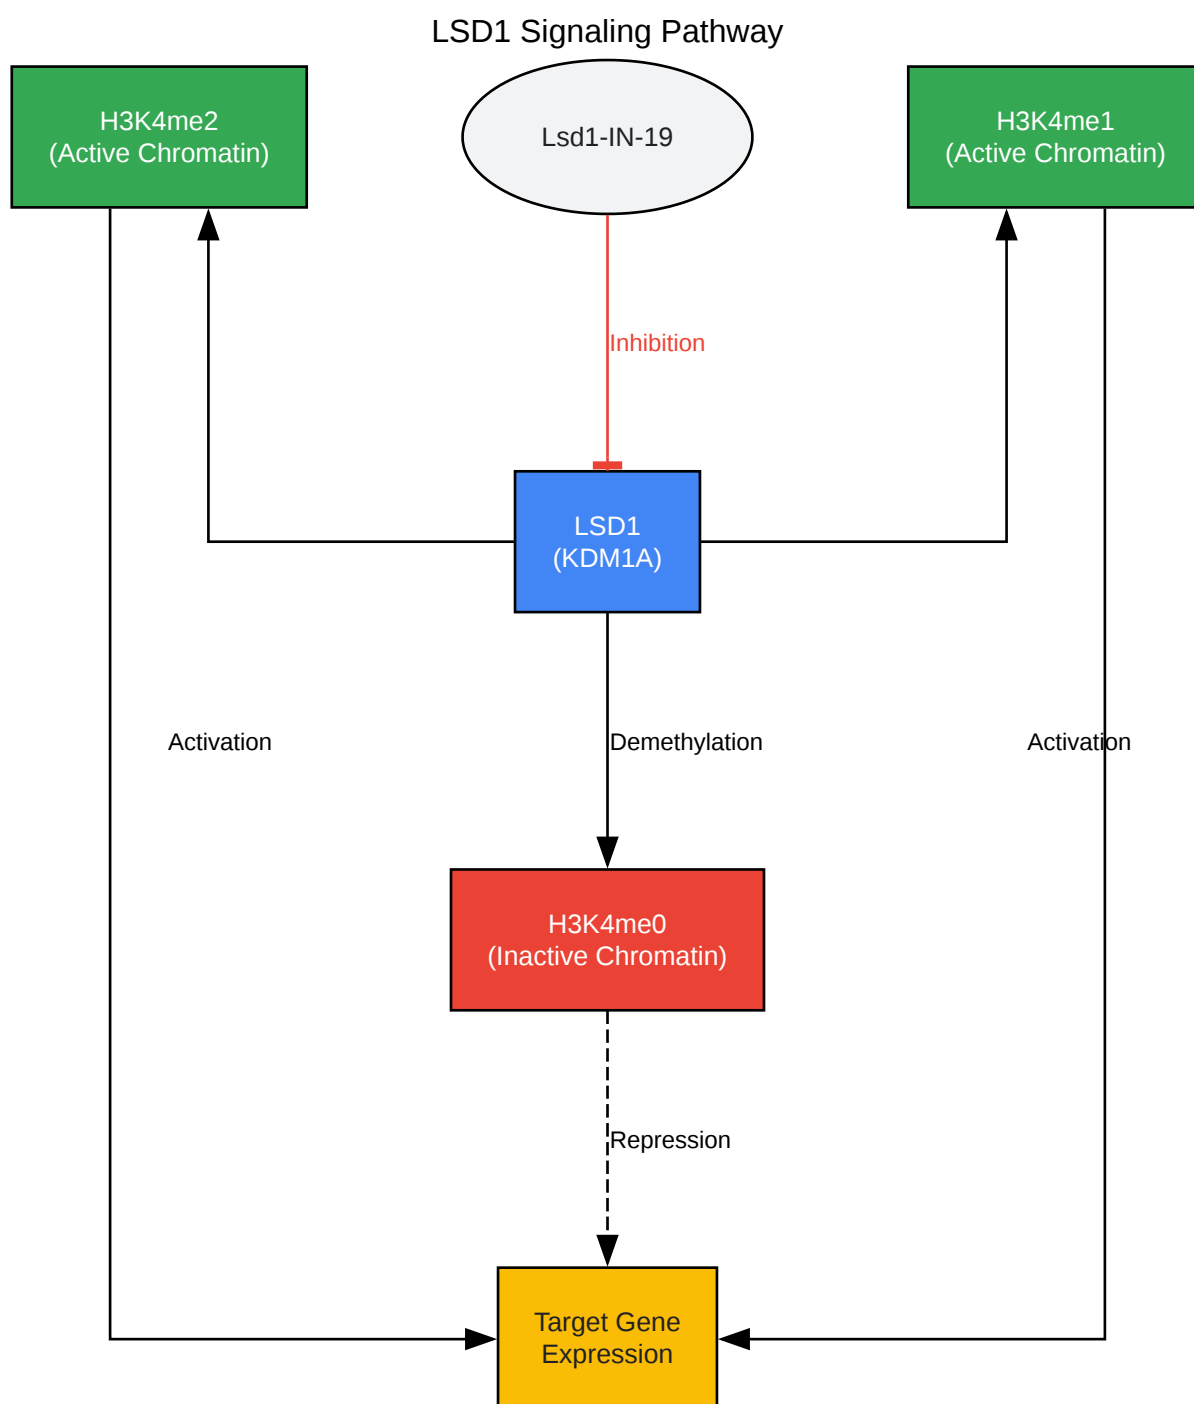 LSD1 Signaling Pathway
H3K4me2
(Active Chromatin)
Lsd1-IN-19
H3K4me1
(Active Chromatin)
Inhibition
LSD1
(KDM1A)
Activation
Demethylation
Activation
H3K4me0
(Inactive Chromatin)
Repression
Target Gene
Expression